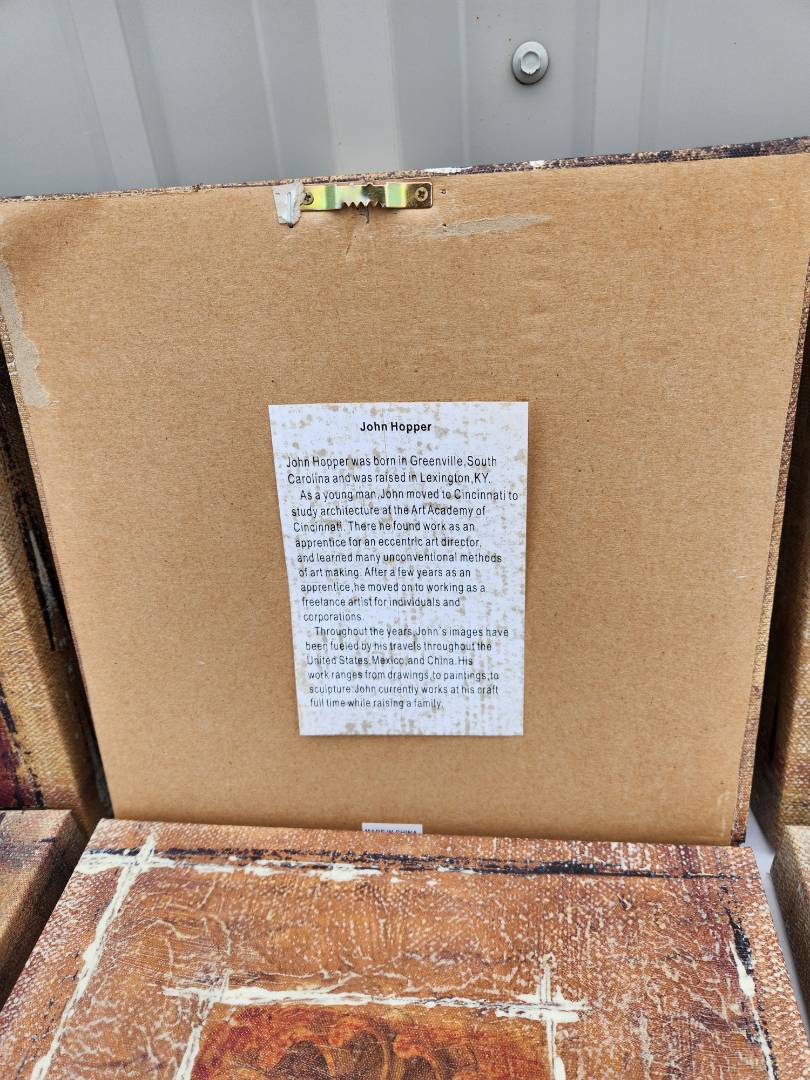 John Hopper
John Hopper was born in Greenville, South
Carolina and was raised in Lexington, KY.
As a young man, John moved to Cincinnati to
study architecture at the Art Academy of
Cincinnati. There he found work as an
apprentice for an eccentric art director,
and learned many unconventional methods
of art making. After a few years as an
apprentice, he moved on to working as a
freelance artist for individuals and
corporations.
Throughout the years, John's images have
been fueled by his travels throughout the
United States, Mexico, and China. His
work ranges from drawings, to paintings, to
sculpture. John currently works at his craft
full time while raising a family.
MADE IN CHINA